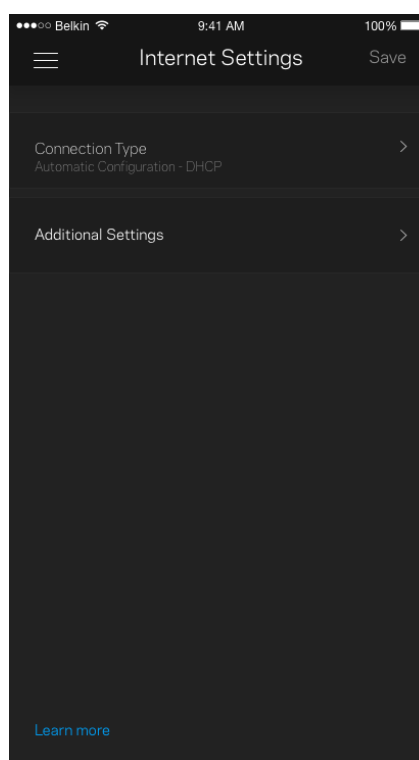 Belkin 9:41 AM 100%
Internet Settings Save
Connection Type
Automatic Configuration - DHCP
Additional Settings
Learn more